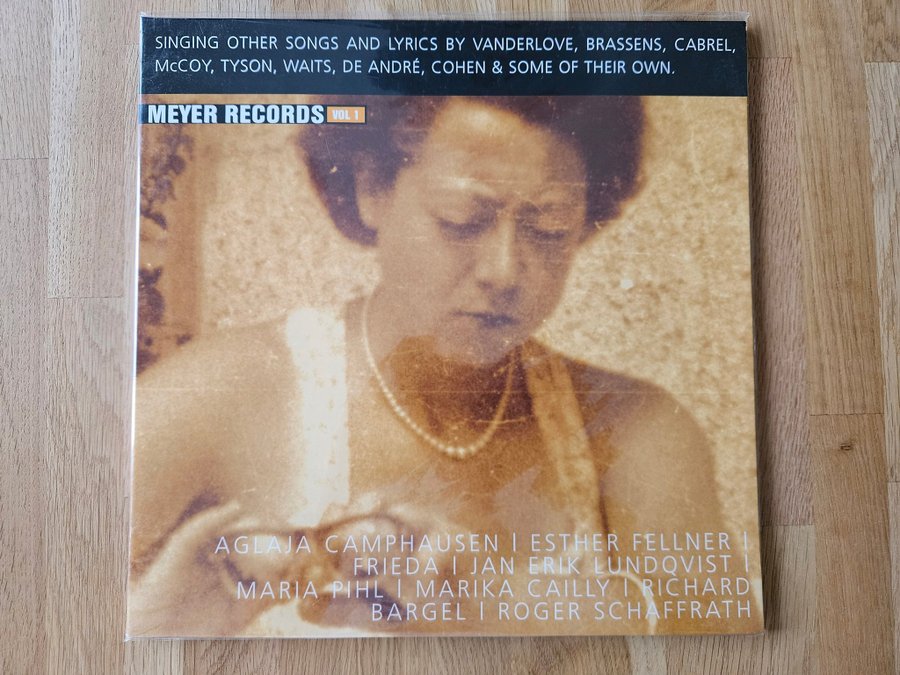 SINGING OTHER SONGS AND LYRICS BY VANDERLOVE, BRASSENS, CABREL,
McCOY, TYSON, WAITS, DE ANDRÉ, COHEN & SOME OF THEIR OWN.
MEYER RECORDS VOL 1
AGLAJA CAMPHAUSEN | ESTHER FELLNER |
FRIEDA | JAN ERIK LUNDQVIST |
MARIA PIHL | MARIKA CAILLY | RICHARD
BARGEL | ROGER SCHAFFRATH